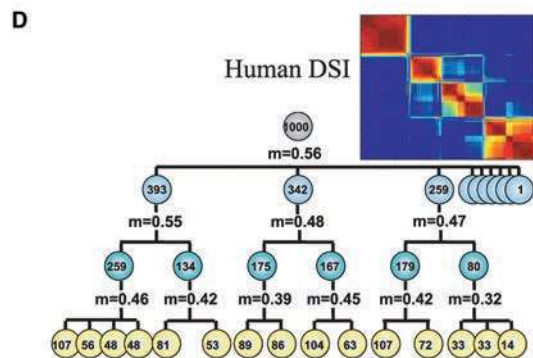 D
Human DSI
1000
m=0.56
393 342 259 1
m=0.55 m=0.48 m=0.47
259 134 175 167 179 80
m=0.46 m=0.42 m=0.39 m=0.45 m=0.42 m=0.32
107 56 48 48 81 53 89 86 104 63 107 72 33 33 14